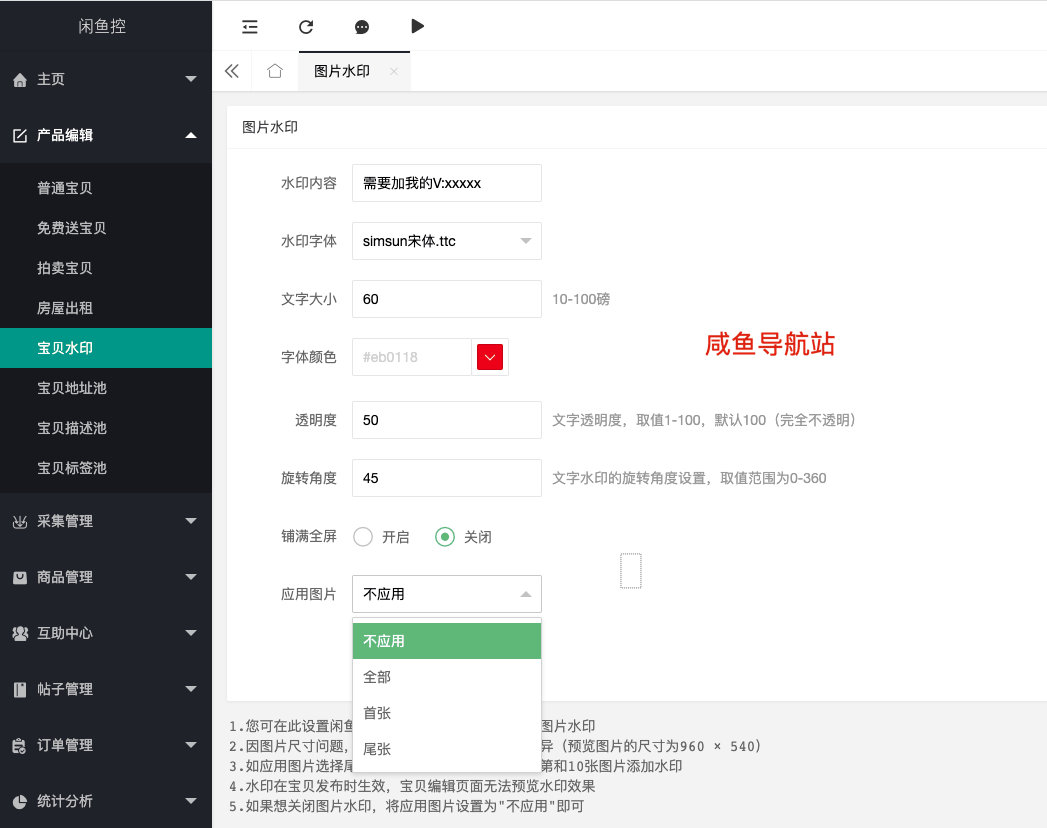 闲鱼控
主页
产品编辑
普通宝贝
免费送宝贝
拍卖宝贝
房屋出租
宝贝水印
宝贝地址池
宝贝描述池
宝贝标签池
采集管理
商品管理
互助中心
帖子管理
订单管理
统计分析
图片水印
图片水印
水印内容 需要加我的V:xxxxx
水印字体 simsun宋体.ttc
文字大小 60 10-100磅
字体颜色 #eb0118
咸鱼导航站
透明度 50 文字透明度，取值1-100，默认100（完全不透明）
旋转角度 45 文字水印的旋转角度设置，取值范围为0-360
铺满全屏 开启 关闭
应用图片 不应用
不应用
全部
首张
尾张
1.您可在此设置闲鱼 图片水印
2.因图片尺寸问题， 异（预览图片的尺寸为960 × 540）
3.如应用图片选择尾 第和10张图片添加水印
4.水印在宝贝发布时生效，宝贝编辑页面无法预览水印效果
5.如果想关闭图片水印，将应用图片设置为"不应用"即可